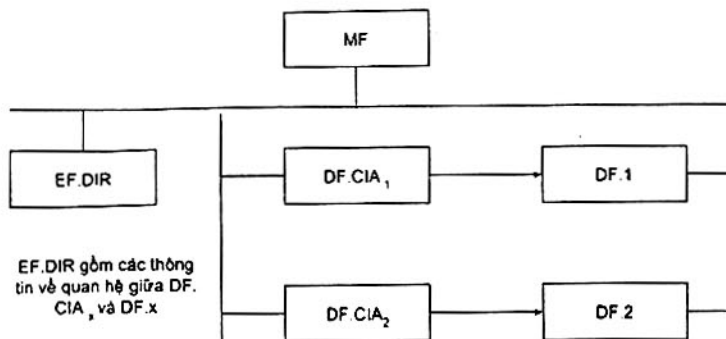 MF
EF.DIR
DF.CIA₁
DF.1
EF.DIR gồm các thông
tin về quan hệ giữa DF.
CIAₓ và DF.x
DF.CIA₂
DF.2